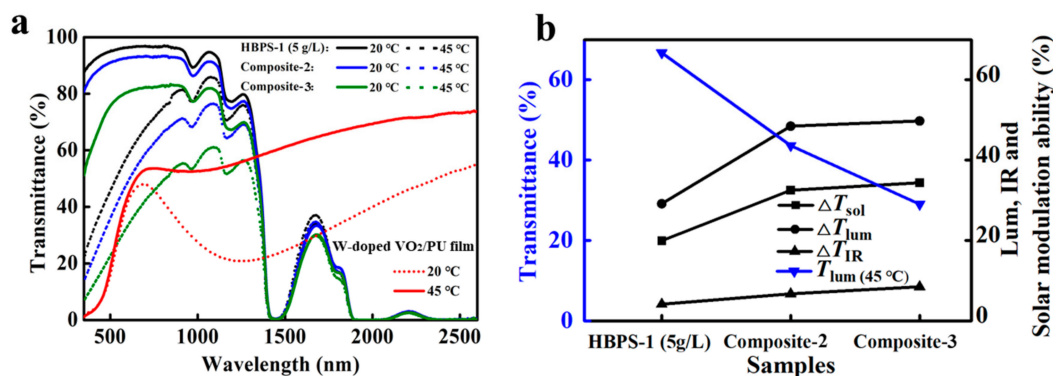 a
Transmittance (%)
100
80
60
40
20
0
HBPS-1 (5 g/L): 20 ℃ 45 ℃
Composite-2: 20 ℃ 45 ℃
Composite-3: 20 ℃ 45 ℃
W-doped VO₂/PU film
20 ℃
45 ℃
500 1000 1500 2000 2500
Wavelength (nm)
b
Transmittance (%)
60
40
20
0
△Tsol
△Tlum
△TIR
Tlum (45 ℃)
60
40
20
0
Lum, IR and
Solar modulation ability (%)
HBPS-1 (5g/L) Composite-2 Composite-3
Samples